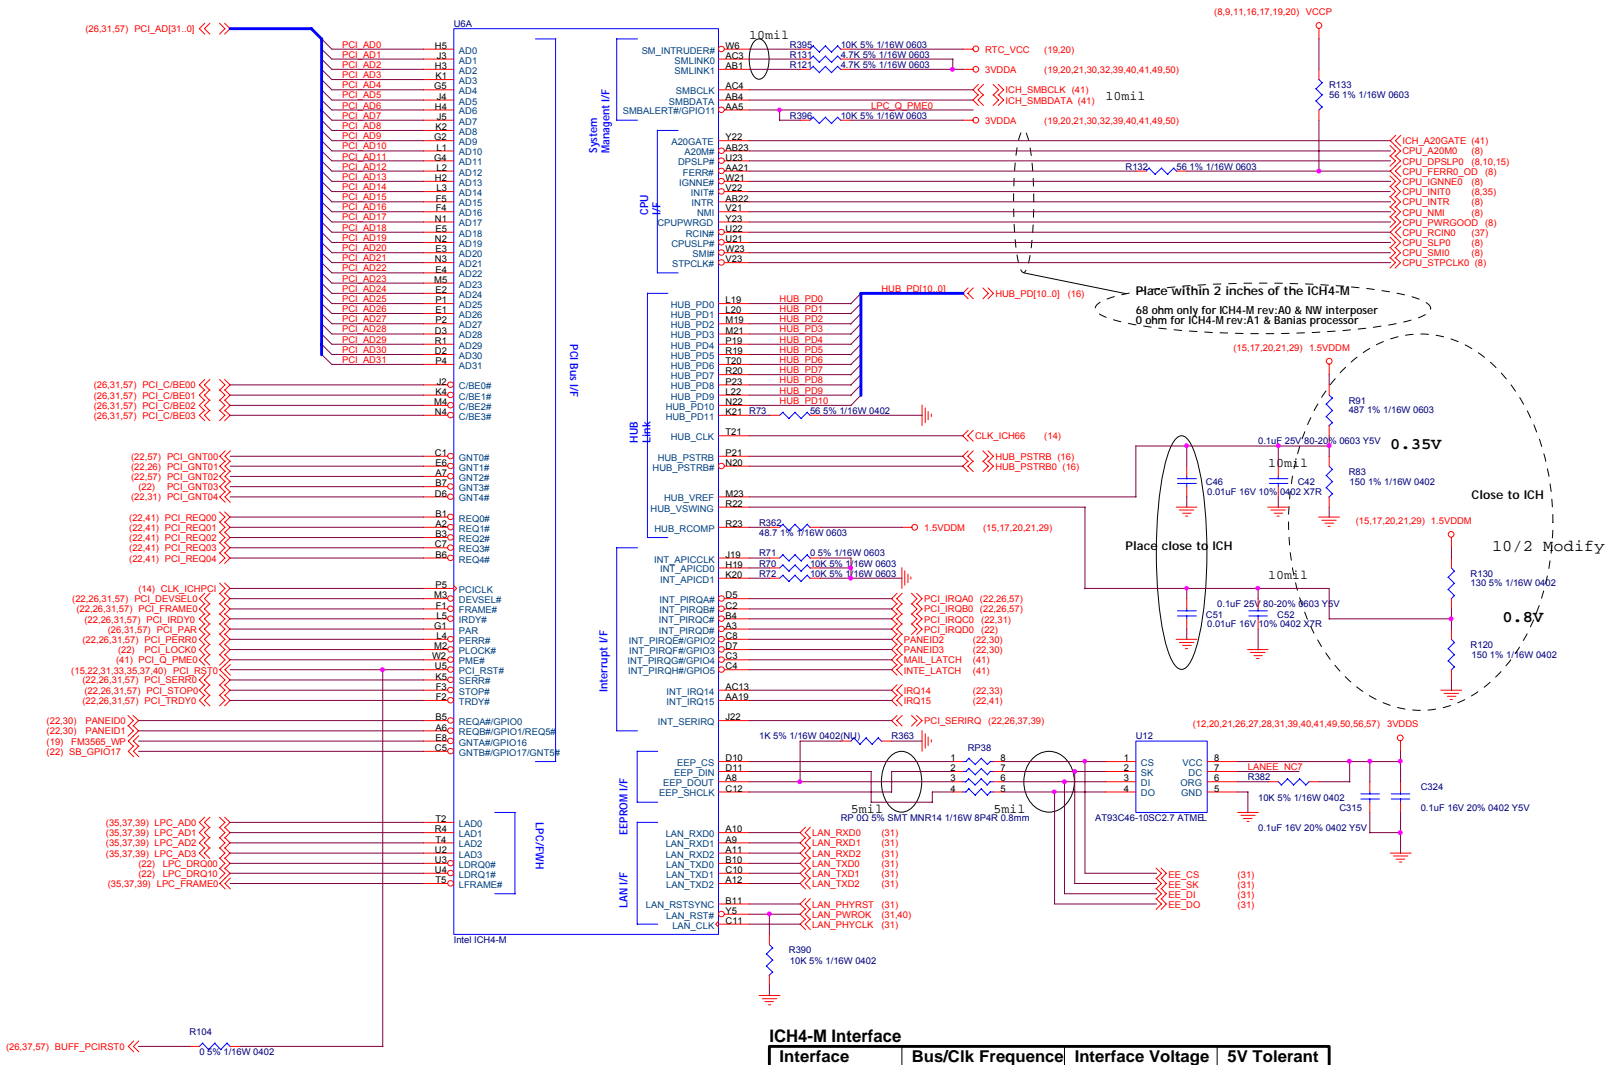 (26,31,57) PCI_AD[31..0]
U6A
(8,9,11,16,17,19,20) VCCP
PCI_AD0 H5 AD0
PCI_AD1 J3 AD1
PCI_AD2 H3 AD2
PCI_AD3 K1 AD3
PCI_AD4 G5 AD4
PCI_AD5 J4 AD5
PCI_AD6 H4 AD6
PCI_AD7 J5 AD7
PCI_AD8 K2 AD8
PCI_AD9 G2 AD9
PCI_AD10 L1 AD10
PCI_AD11 G4 AD11
PCI_AD12 L2 AD12
PCI_AD13 H2 AD13
PCI_AD14 L3 AD14
PCI_AD15 F5 AD15
PCI_AD16 F4 AD16
PCI_AD17 N1 AD17
PCI_AD18 E5 AD18
PCI_AD19 N2 AD19
PCI_AD20 E3 AD20
PCI_AD21 N3 AD21
PCI_AD22 E4 AD22
PCI_AD23 M5 AD23
PCI_AD24 E2 AD24
PCI_AD25 P1 AD25
PCI_AD26 E1 AD26
PCI_AD27 P2 AD27
PCI_AD28 D3 AD28
PCI_AD29 R1 AD29
PCI_AD30 D2 AD30
PCI_AD31 P4 AD31
(26,31,57) PCI_C/BE00 J2 C/BE0#
(26,31,57) PCI_C/BE01 K4 C/BE1#
(26,31,57) PCI_C/BE02 M4 C/BE2#
(26,31,57) PCI_C/BE03 N4 C/BE3#
(22,57) PCI_GNT00 C1 GNT0#
(22,26) PCI_GNT01 E6 GNT1#
(22,57) PCI_GNT02 A7 GNT2#
(22) PCI_GNT03 B7 GNT3#
(22,31) PCI_GNT04 D6 GNT4#
(22,41) PCI_REQ00 B1 REQ0#
(22,41) PCI_REQ01 A2 REQ1#
(22,41) PCI_REQ02 B3 REQ2#
(22,41) PCI_REQ03 C7 REQ3#
(22,41) PCI_REQ04 B6 REQ4#
(14) CLK_ICHPCI P5 PCICLK
(22,26,31,57) PCI_DEVSEL0 M3 DEVSEL#
(22,26,31,57) PCI_FRAME0 F1 FRAME#
(22,26,31,57) PCI_IRDY0 L5 IRDY#
(26,31,57) PCI_PAR G1 PAR
(22,26,31,57) PCI_PERR0 L4 PERR#
(22) PCI_LOCK0 M2 PLOCK#
(41) PCI_Q_PME0 W2 PME#
(15,22,31,33,35,37,40) PCI_RST0 U5 PCI_RST#
(22,26,31,57) PCI_SERR0 K5 SERR#
(22,26,31,57) PCI_STOP0 F3 STOP#
(22,26,31,57) PCI_TRDY0 F2 TRDY#
(22,30) PANEID0 B5 REQA#/GPIO0
(22,30) PANEID1 A6 REQB#/GPIO1/REQ5#
(19) FM3565_WP E8 GNTA#/GPIO16
(22) SB_GPIO17 C5 GNTB#/GPIO17/GNT5#
(35,37,39) LPC_AD0 T2 LAD0
(35,37,39) LPC_AD1 R4 LAD1
(35,37,39) LPC_AD2 T4 LAD2
(35,37,39) LPC_AD3 U2 LAD3
(22) LPC_DRQ00 U3 LDRQ0#
(22) LPC_DRQ10 U4 LDRQ1#
(35,37,39) LPC_FRAME0 T5 LFRAME#
PCI Bus I/F
LPC/FWH
Intel ICH4-M
(26,37,57) BUFF_PCIRST0
R104
0 5% 1/16W 0402
System Managent I/F
CPU I/F
HUB Link
Interrupt I/F
EEPROM I/F
LAN I/F
10mil
SM_INTRUDER# W6 R395 10K 5% 1/16W 0603 RTC_VCC (19,20)
SMLINK0 AC3 R131 4.7K 5% 1/16W 0603
SMLINK1 AB1 R121 4.7K 5% 1/16W 0603 3VDDA (19,20,21,30,32,39,40,41,49,50)
SMBCLK AC4 ICH_SMBCLK (41)
SMBDATA AB4 ICH_SMBDATA (41) 10mil
SMBALERT#/GPIO11 AA5 LPC_Q_PME0
R396 10K 5% 1/16W 0603 3VDDA (19,20,21,30,32,39,40,41,49,50)
R133
56 1% 1/16W 0603
A20GATE Y22 ICH_A20GATE (41)
A20M# AB23 CPU_A20M0 (8)
DPSLP# U23 CPU_DPSLP0 (8,10,15)
FERR# AA21 R132 56 1% 1/16W 0603 CPU_FERR0_OD (8)
IGNNE# W21 CPU_IGNNE0 (8)
INIT# V22 CPU_INIT0 (8,35)
INTR AB22 CPU_INTR (8)
NMI V21 CPU_NMI (8)
CPUPWRGD Y23 CPU_PWRGOOD (8)
RCIN# U22 CPU_RCIN0 (37)
CPUSLP# U21 CPU_SLP0 (8)
SMI# W23 CPU_SMI0 (8)
STPCLK# V23 CPU_STPCLK0 (8)
HUB_PD[10..0] HUB_PD[10..0] (16)
Place within 2 inches of the ICH4-M
68 ohm only for ICH4-M rev:A0 & NW interposer
0 ohm for ICH4-M rev:A1 & Banias processor
HUB_PD0 L19 HUB_PD0
HUB_PD1 L20 HUB_PD1
HUB_PD2 M19 HUB_PD2
HUB_PD3 M21 HUB_PD3
HUB_PD4 P19 HUB_PD4
HUB_PD5 R19 HUB_PD5
HUB_PD6 T20 HUB_PD6
HUB_PD7 R20 HUB_PD7
HUB_PD8 P23 HUB_PD8
HUB_PD9 L22 HUB_PD9
HUB_PD10 N22 HUB_PD10
HUB_PD11 K21 R73 56 5% 1/16W 0402
HUB_CLK T21 CLK_ICH66 (14)
HUB_PSTRB P21 HUB_PSTRB (16)
HUB_PSTRB# N20 HUB_PSTRB0 (16)
HUB_VREF M23
HUB_VSWING R22
HUB_RCOMP R23 R362 48.7 1% 1/16W 0603 1.5VDDM (15,17,20,21,29)
(15,17,20,21,29) 1.5VDDM
R91
487 1% 1/16W 0603
0.1uF 25V 80-20% 0603 Y5V
0.35V
10mil
C46
0.01uF 16V 10% 0402 X7R
C42
R83
150 1% 1/16W 0402
Close to ICH
(15,17,20,21,29) 1.5VDDM
10/2 Modify
Place close to ICH
10mil
R130
130 5% 1/16W 0402
0.1uF 25V 80-20% 0603 Y5V
C51
0.01uF 16V 10% 0402 X7R
C52
0.8V
R120
150 1% 1/16W 0402
INT_APICCLK J19 R71 0 5% 1/16W 0603
INT_APICD0 H19 R70 10K 5% 1/16W 0603
INT_APICD1 K20 R72 10K 5% 1/16W 0603
INT_PIRQA# D5 PCI_IRQA0 (22,26,57)
INT_PIRQB# C2 PCI_IRQB0 (22,26,57)
INT_PIRQC# B4 PCI_IRQC0 (22,31)
INT_PIRQD# A3 PCI_IRQD0 (22)
INT_PIRQE#/GPIO2 C8 PANEID2 (22,30)
INT_PIRQF#/GPIO3 D7 PANEID3 (22,30)
INT_PIRQG#/GPIO4 C3 MAIL_LATCH (41)
INT_PIRQH#/GPIO5 C4 INTE_LATCH (41)
INT_IRQ14 AC13 IRQ14 (22,33)
INT_IRQ15 AA19 IRQ15 (22,41)
INT_SERIRQ J22 PCI_SERIRQ (22,26,37,39)
1K 5% 1/16W 0402(NU) R363
EEP_CS D10
EEP_DIN D11
EEP_DOUT A8
EEP_SHCLK C12
RP38
1 8
2 7
3 6
4 5
5mil
5mil
RP 0Ω 5% SMT MNR14 1/16W 8P4R 0.8mm
(12,20,21,26,27,28,31,39,40,41,49,50,56,57) 3VDDS
U12
1 CS VCC 8
2 SK DC 7 LANEE_NC7
3 DI ORG 6 R382
4 DO GND 5
10K 5% 1/16W 0402
AT93C46-10SC2.7 ATMEL
C315
0.1uF 16V 20% 0402 Y5V
C324
0.1uF 16V 20% 0402 Y5V
EE_CS (31)
EE_SK (31)
EE_DI (31)
EE_DO (31)
LAN_RXD0 A10 LAN_RXD0 (31)
LAN_RXD1 A9 LAN_RXD1 (31)
LAN_RXD2 A11 LAN_RXD2 (31)
LAN_TXD0 B10 LAN_TXD0 (31)
LAN_TXD1 C10 LAN_TXD1 (31)
LAN_TXD2 A12 LAN_TXD2 (31)
LAN_RSTSYNC B11 LAN_PHYRST (31)
LAN_RST# Y5 LAN_PWROK (31,40)
LAN_CLK C11 LAN_PHYCLK (31)
R390
10K 5% 1/16W 0402
ICH4-M Interface
Interface Bus/Clk Frequence Interface Voltage 5V Tolerant